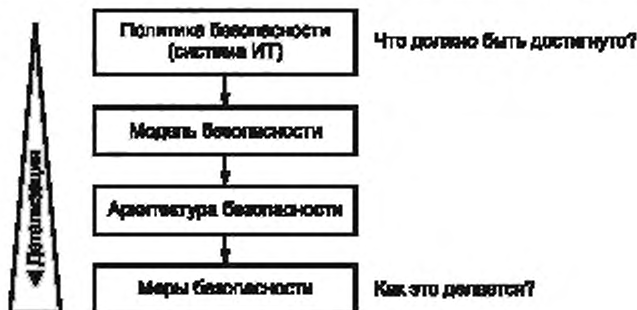 Политика безопасности
(система ИТ)
Что должно быть достигнуто?
Модель безопасности
Архитектура безопасности
Меры безопасности
Как это делается?
Детализация